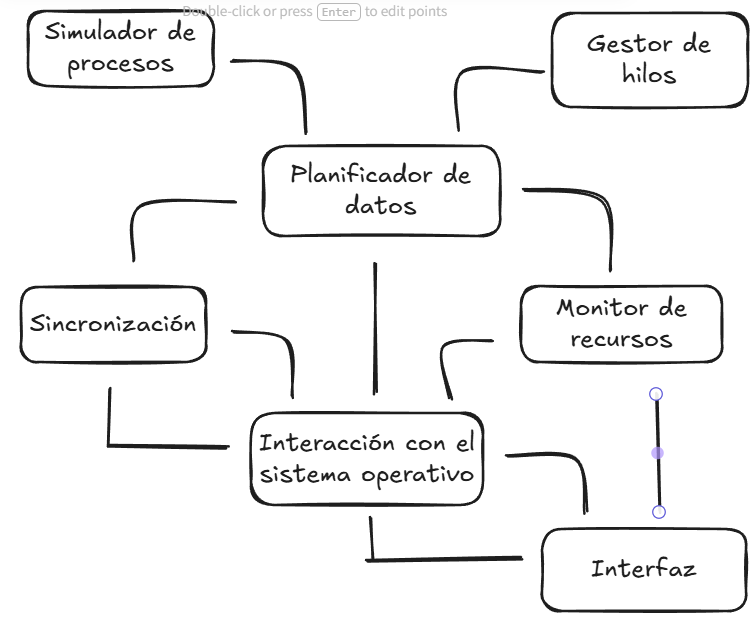 Double-click or press Enter to edit points
Simulador de
procesos
Gestor de
hilos
Planificador de
datos
Sincronización
Monitor de
recursos
Interacción con el
sistema operativo
Interfaz